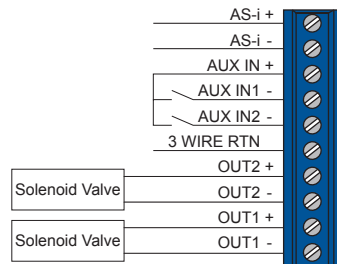 AS-i +
AS-i -
AUX IN +
AUX IN1 -
AUX IN2 -
3 WIRE RTN
OUT2 +
Solenoid Valve
OUT2 -
OUT1 +
Solenoid Valve
OUT1 -